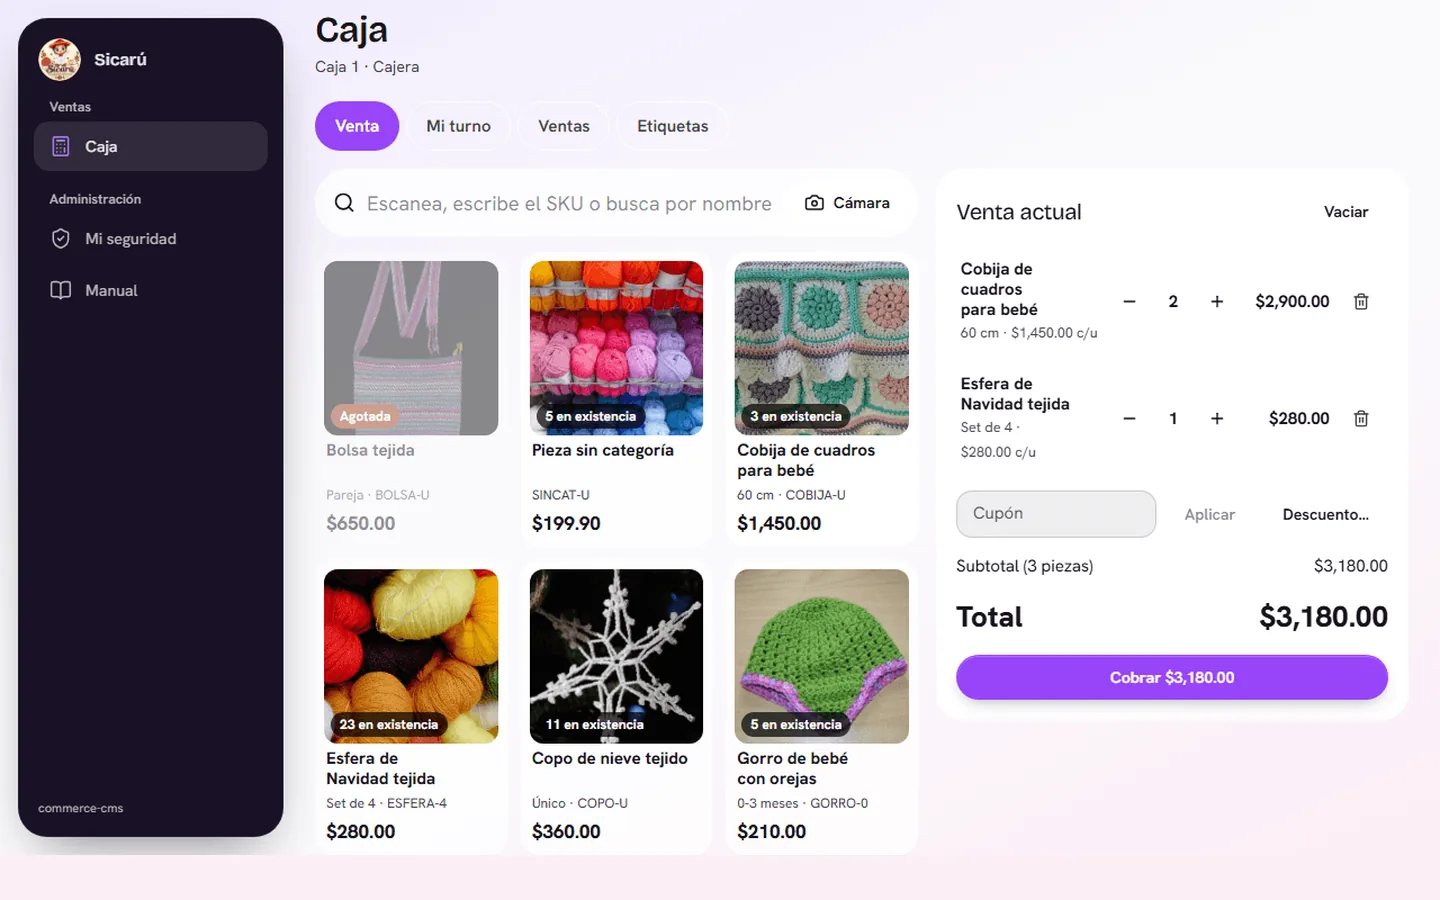 Sicarú
Ventas
Caja
Administración
Mi seguridad
Manual
commerce-cms
Caja
Caja 1 · Cajera
Venta
Mi turno
Ventas
Etiquetas
Escanea, escribe el SKU o busca por nombre
Cámara
Agotada
Bolsa tejida
Pareja · BOLSA-U
$650.00
5 en existencia
Pieza sin categoría
SINCAT-U
$199.90
3 en existencia
Cobija de cuadros
para bebé
60 cm · COBIJA-U
$1,450.00
23 en existencia
Esfera de
Navidad tejida
Set de 4 · ESFERA-4
$280.00
11 en existencia
Copo de nieve tejido
Único · COPO-U
$360.00
5 en existencia
Gorro de bebé
con orejas
0-3 meses · GORRO-0
$210.00
Venta actual
Vaciar
Cobija de
cuadros
para bebé
60 cm · $1,450.00 c/u
2
$2,900.00
Esfera de
Navidad tejida
Set de 4 ·
$280.00 c/u
1
$280.00
Cupón
Aplicar
Descuento...
Subtotal (3 piezas)
$3,180.00
Total
$3,180.00
Cobrar $3,180.00